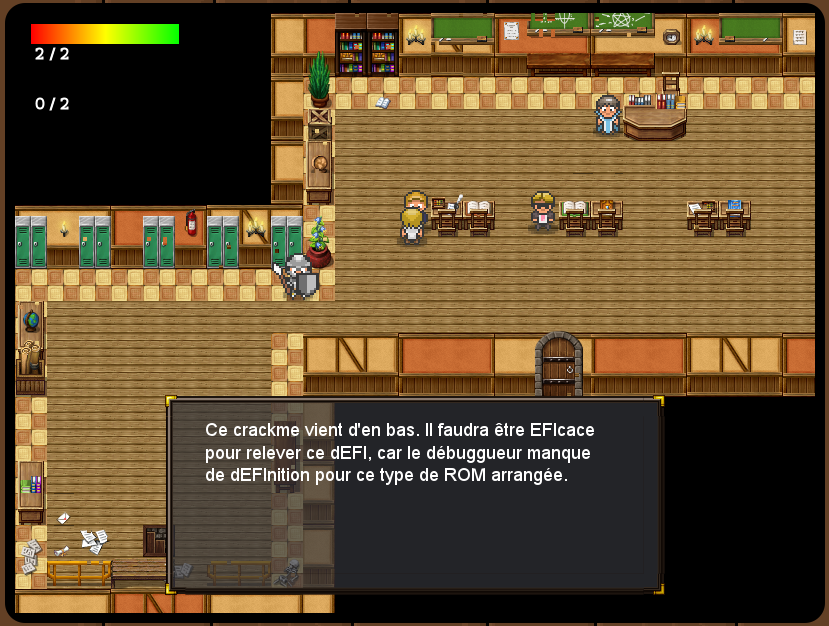 2 / 2
0 / 2
Ce crackme vient d'en bas. Il faudra être EFIcace
pour relever ce dEFI, car le débuggueur manque
de dEFInition pour ce type de ROM arrangée.